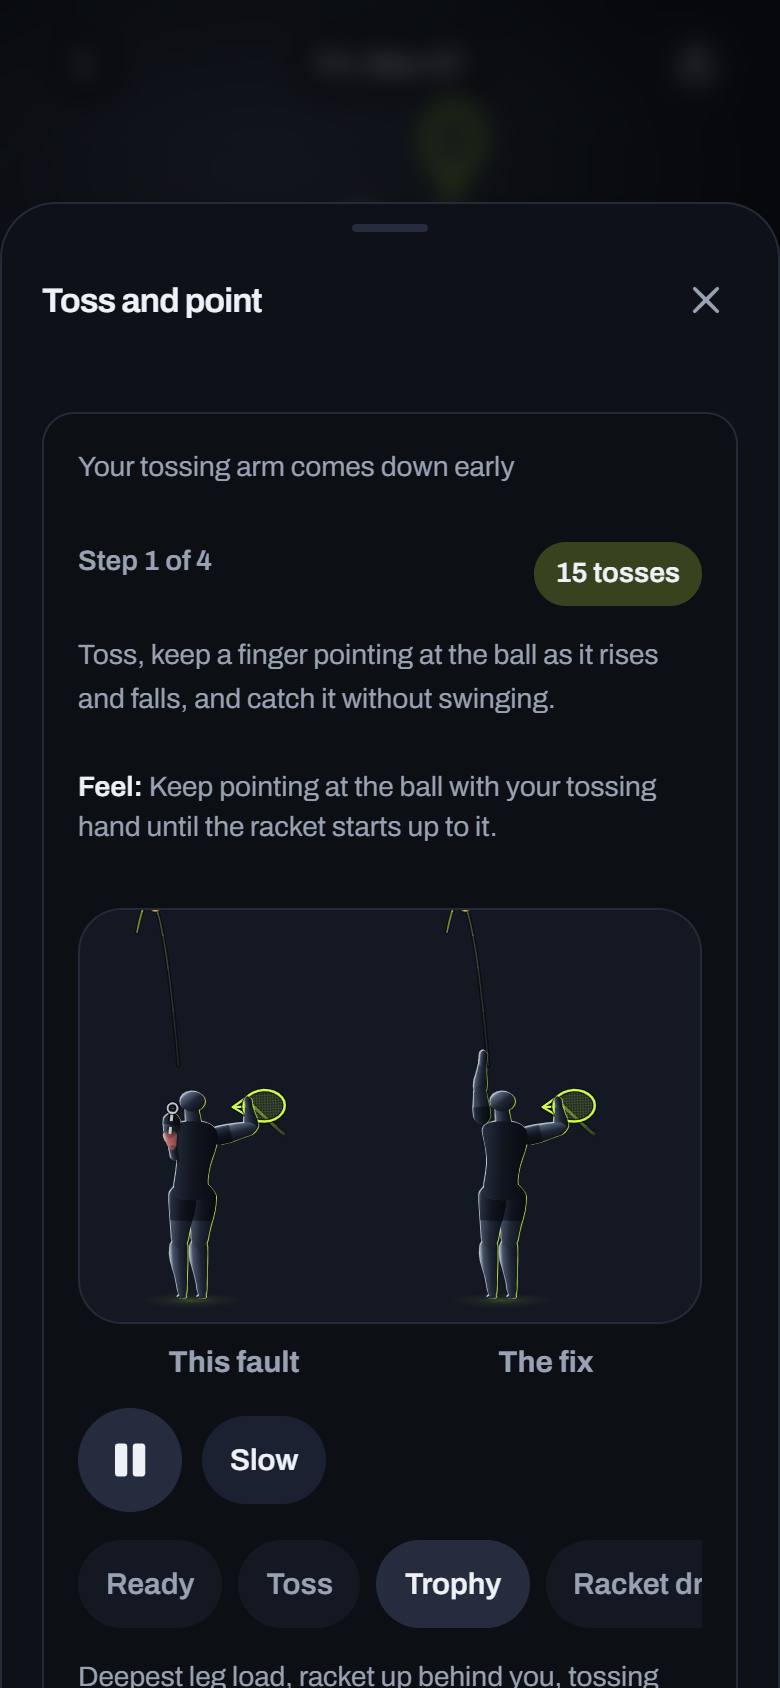 Toss and point
Your tossing arm comes down early
Step 1 of 4
15 tosses
Toss, keep a finger pointing at the ball as it rises
and falls, and catch it without swinging.
Feel: Keep pointing at the ball with your tossing
hand until the racket starts up to it.
This fault
The fix
Slow
Ready
Toss
Trophy
Racket dr
Deepest leg load, racket up behind you, tossing